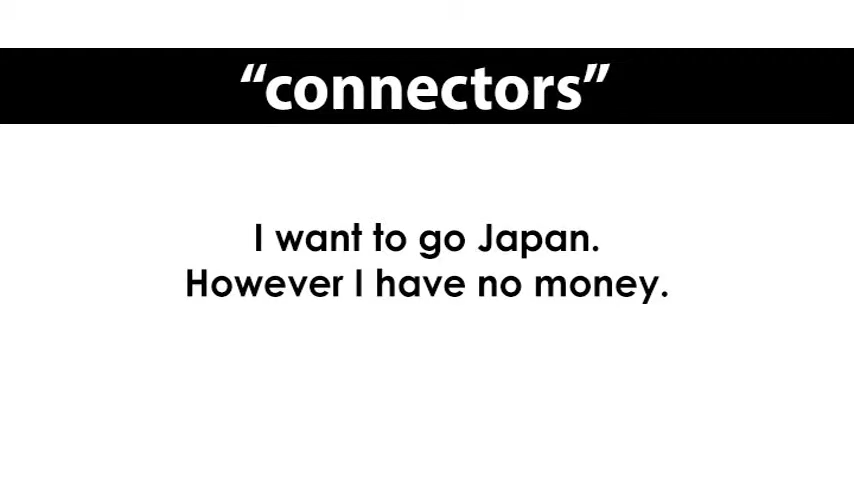 “connectors”
I want to go Japan.
However I have no money.